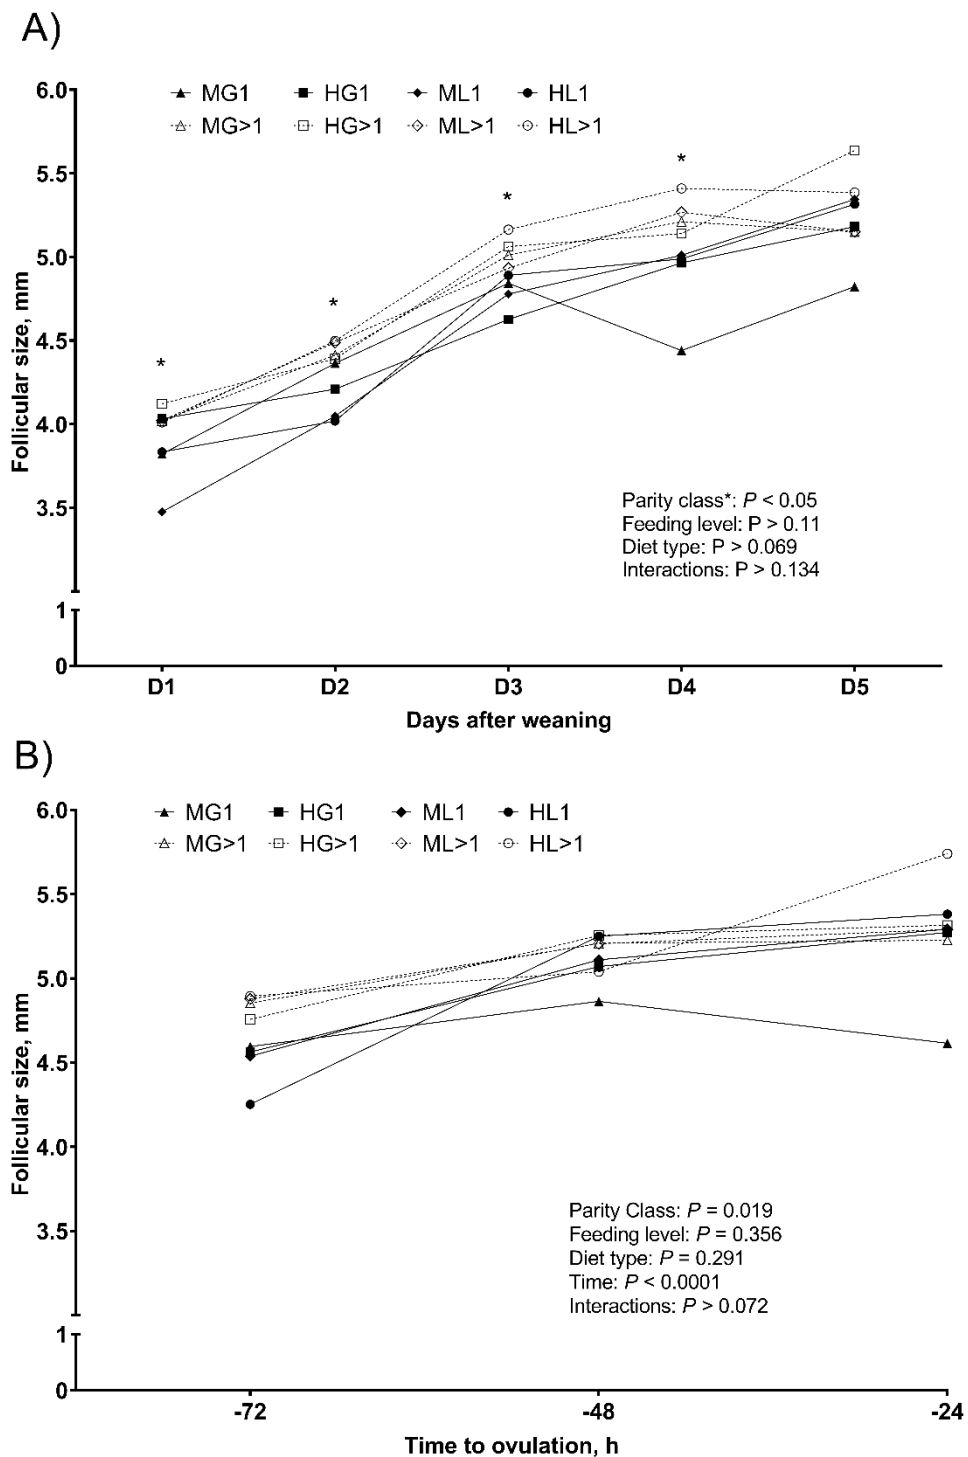 A)
MG1 HG1 ML1 HL1
MG>1 HG>1 ML>1 HL>1
6.0
5.5
5.0
4.5
4.0
3.5
1
0
Follicular size, mm
*
*
*
*
Parity class*: P < 0.05
Feeding level: P > 0.11
Diet type: P > 0.069
Interactions: P > 0.134
D1 D2 D3 D4 D5
Days after weaning
B)
MG1 HG1 ML1 HL1
MG>1 HG>1 ML>1 HL>1
6.0
5.5
5.0
4.5
4.0
3.5
1
0
Follicular size, mm
Parity Class: P = 0.019
Feeding level: P = 0.356
Diet type: P = 0.291
Time: P < 0.0001
Interactions: P > 0.072
-72 -48 -24
Time to ovulation, h